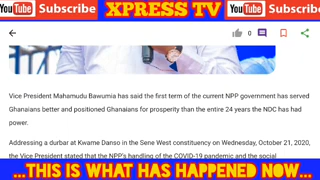 YouTube Subscribe XPRESS TV YouTube Subscribe
0
Vice President Mahamudu Bawumia has said the first term of the current NPP government has served
Ghanaians better and positioned Ghanaians for prosperity than the entire 24 years the NDC has had
power.
Addressing a durbar at Kwame Danso in the Sene West constituency on Wednesday, October 21, 2020,
the Vice President stated that the NPP's handling of the COVID-19 pandemic and the social
...THIS IS WHAT HAS HAPPENED NOW...